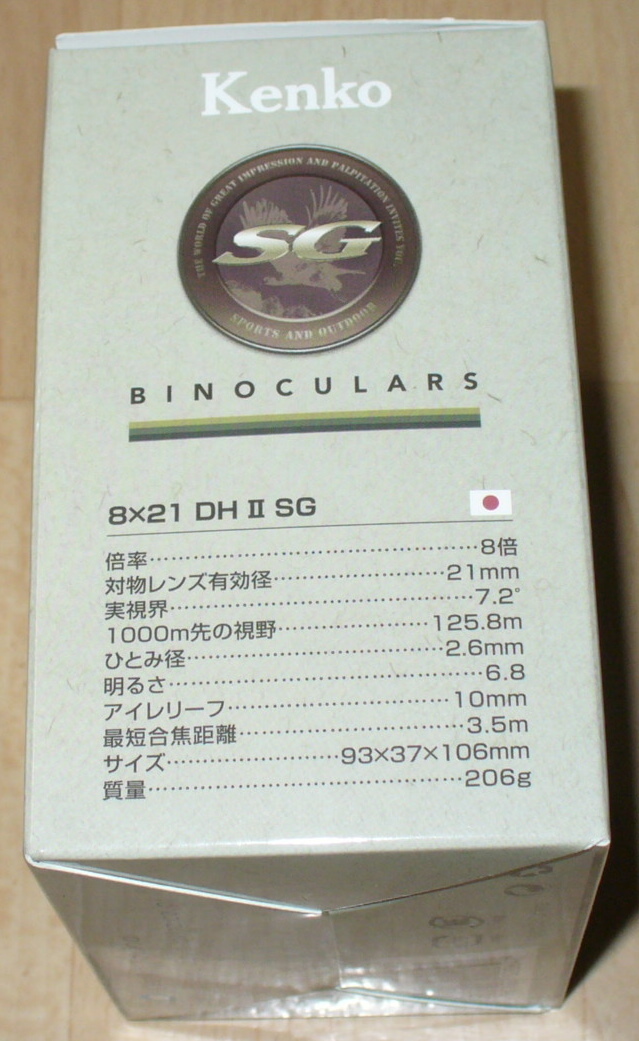 Kenko
THE WORLD OF GREAT IMPRESSION AND PALPITATION INVITES YOU.
SG
SPORTS AND OUTDOOR
BINOCULARS
8×21 DH II SG
倍率……………………………………8倍
対物レンズ有効径…………………21mm
実視界…………………………………7.2°
1000m先の視野………………125.8m
ひとみ径……………………………2.6mm
明るさ…………………………………6.8
アイレリーフ………………………10mm
最短合焦距離………………………3.5m
サイズ…………………93×37×106mm
質量…………………………………206g